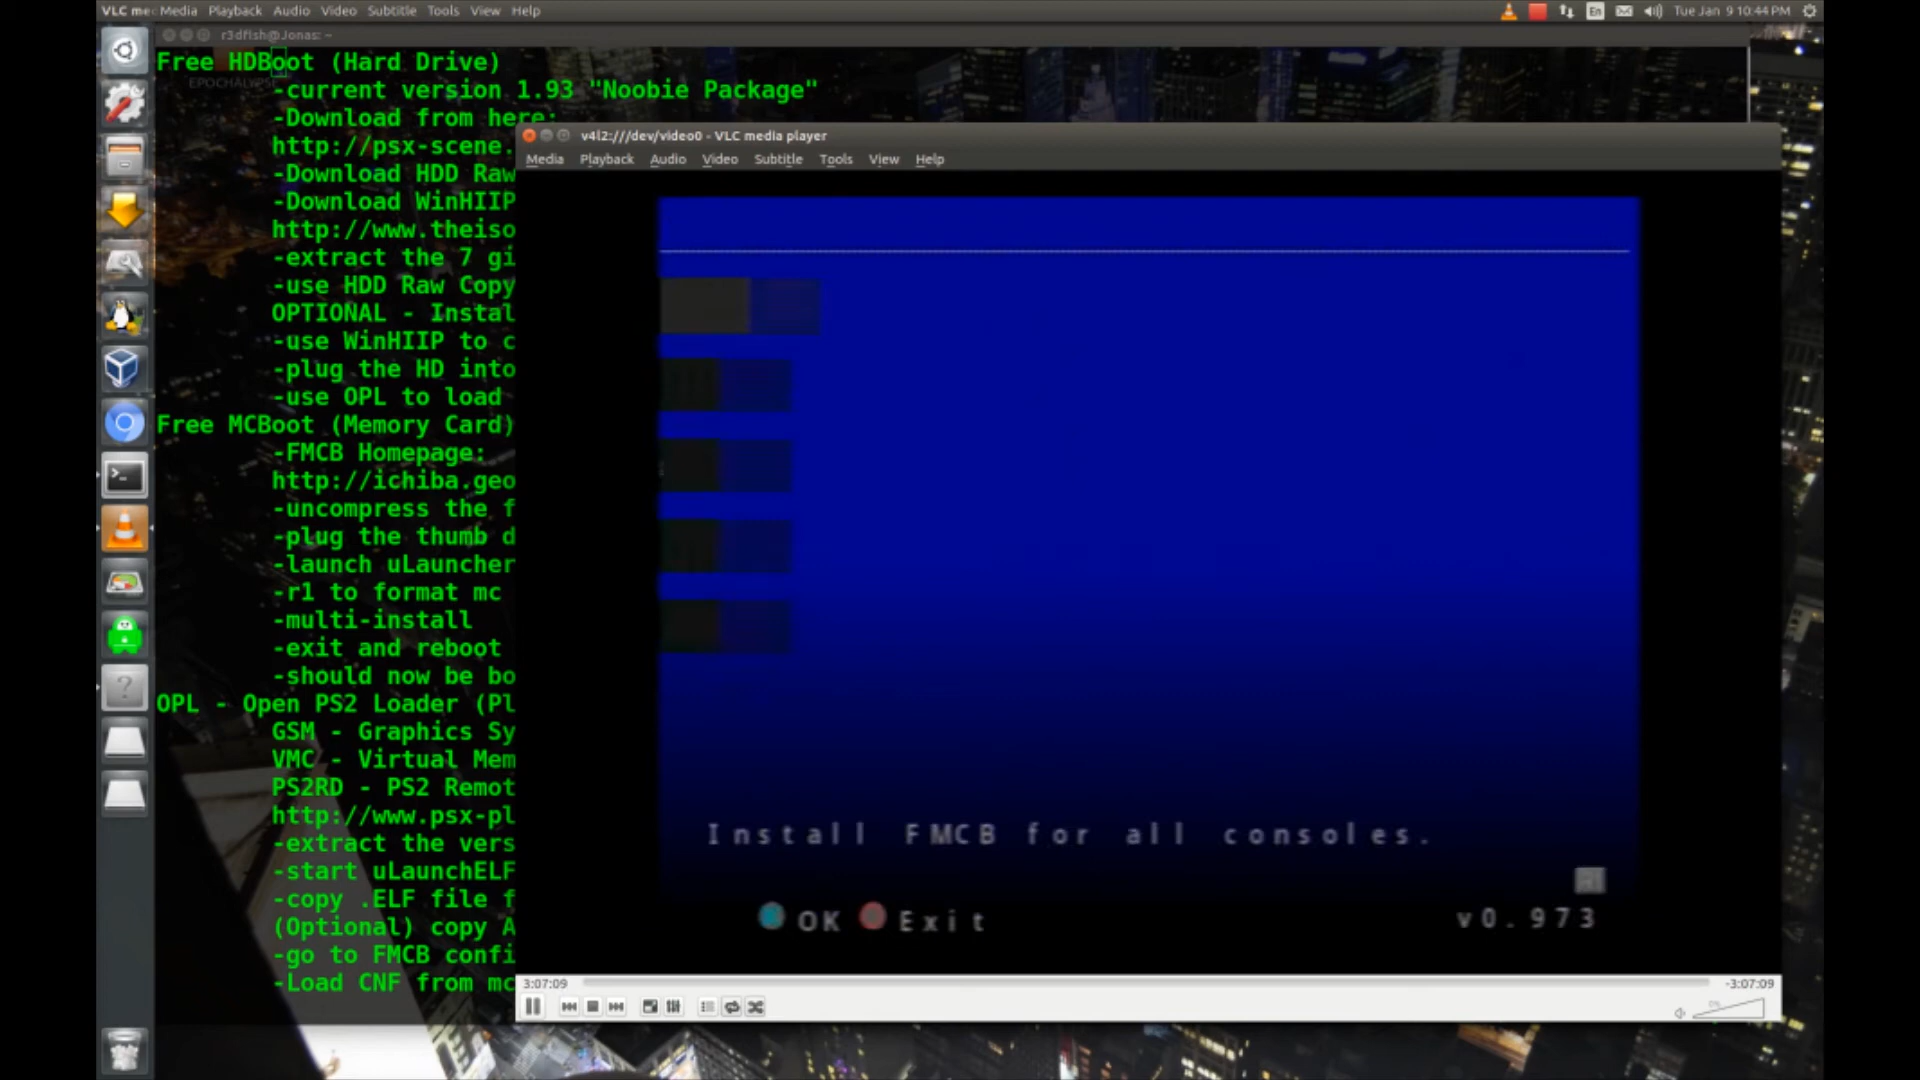 VLC me Media Playback Audio Video Subtitle Tools View Help
En Tue Jan 9 10:44 PM
r3dfish@Jonas: ~
Free HDBoot (Hard Drive)
EPOCHALYPSE
-current version 1.93 "Noobie Package"
-Download from here:
http://psx-scene.
-Download HDD Raw
-Download WinHIIP
http://www.theiso
-extract the 7 gi
-use HDD Raw Copy
OPTIONAL - Instal
-use WinHIIP to c
-plug the HD into
-use OPL to load
Free MCBoot (Memory Card)
-FMCB Homepage:
http://ichiba.geo
-uncompress the f
-plug the thumb d
-launch uLauncher
-r1 to format mc
-multi-install
-exit and reboot
-should now be bo
OPL - Open PS2 Loader (Pl
GSM - Graphics Sy
VMC - Virtual Mem
PS2RD - PS2 Remot
http://www.psx-pl
-extract the vers
-start uLaunchELF
-copy .ELF file f
(Optional) copy A
-go to FMCB confi
-Load CNF from mc
v4l2:///dev/video0 - VLC media player
Media Playback Audio Video Subtitle Tools View Help
Install FMCB for all consoles.
R1
OK Exit
v0.973
3:07:09
-3:07:09
0%